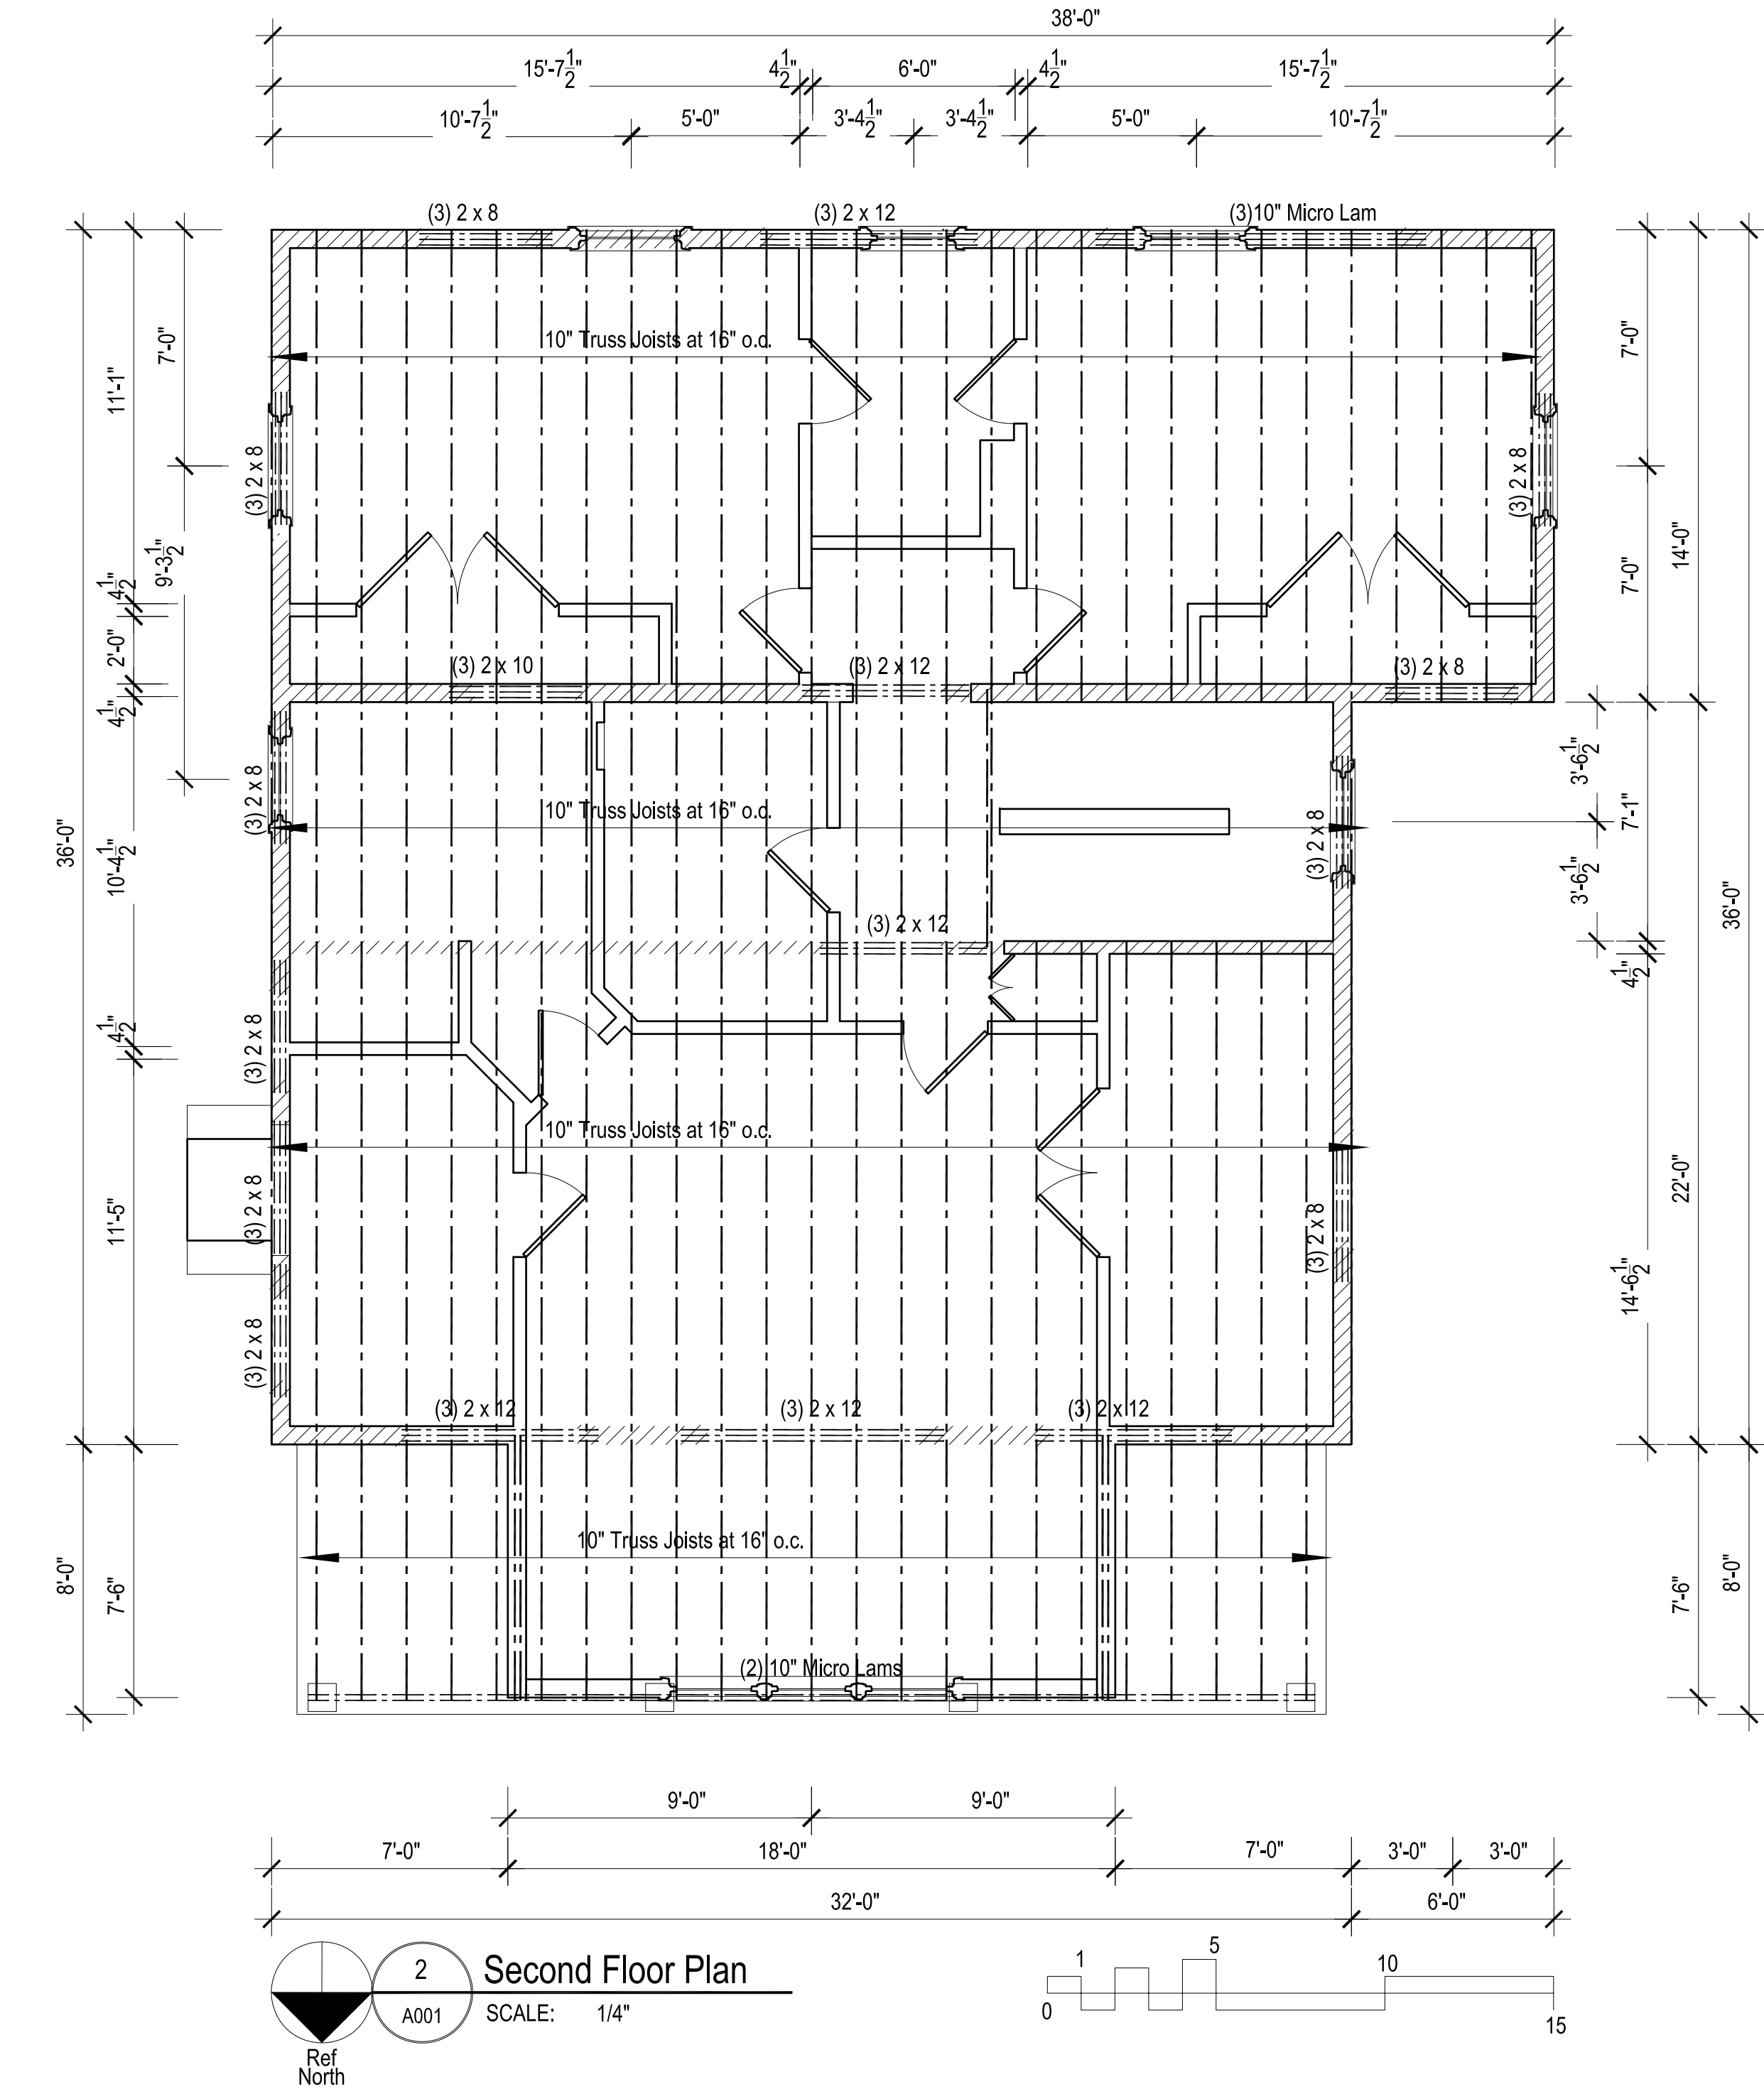 38'-0"
15'-7 1/2" 4 1/2" 6'-0" 4 1/2" 15'-7 1/2"
10'-7 1/2" 5'-0" 3'-4 1/2" 3'-4 1/2" 5'-0" 10'-7 1/2"
(3) 2 x 8 (3) 2 x 12 (3)10" Micro Lam
10" Truss Joists at 16" o.c.
7'-0"
11'-1"
7'-0"
(3) 2 x 8
(3) 2 x 8
9'-3 1/2"
14'-0"
4 1/2"
7'-0"
2'-0"
(3) 2 x 10 (3) 2 x 12 (3) 2 x 8
4 1/2"
3'-6 1/2"
(3) 2 x 8
10" Truss Joists at 16" o.c.
7'-1"
36'-0"
10'-4 1/2"
(3) 2 x 8
3'-6 1/2"
36'-0"
(3) 2 x 12
4 1/2"
4 1/2"
(3) 2 x 8
10" Truss Joists at 16" o.c.
22'-0"
11'-5"
(3) 2 x 8
(3) 2 x 8
14'-6 1/2"
(3) 2 x 8
(3) 2 x 12 (3) 2 x 12 (3) 2 x 12
10" Truss Joists at 16" o.c.
8'-0"
7'-6"
7'-6"
8'-0"
(2) 10" Micro Lams
9'-0" 9'-0"
7'-0" 18'-0" 7'-0" 3'-0" 3'-0"
32'-0" 6'-0"
2
A001
Second Floor Plan
SCALE: 1/4"
Ref
North
1 5 10
0 15